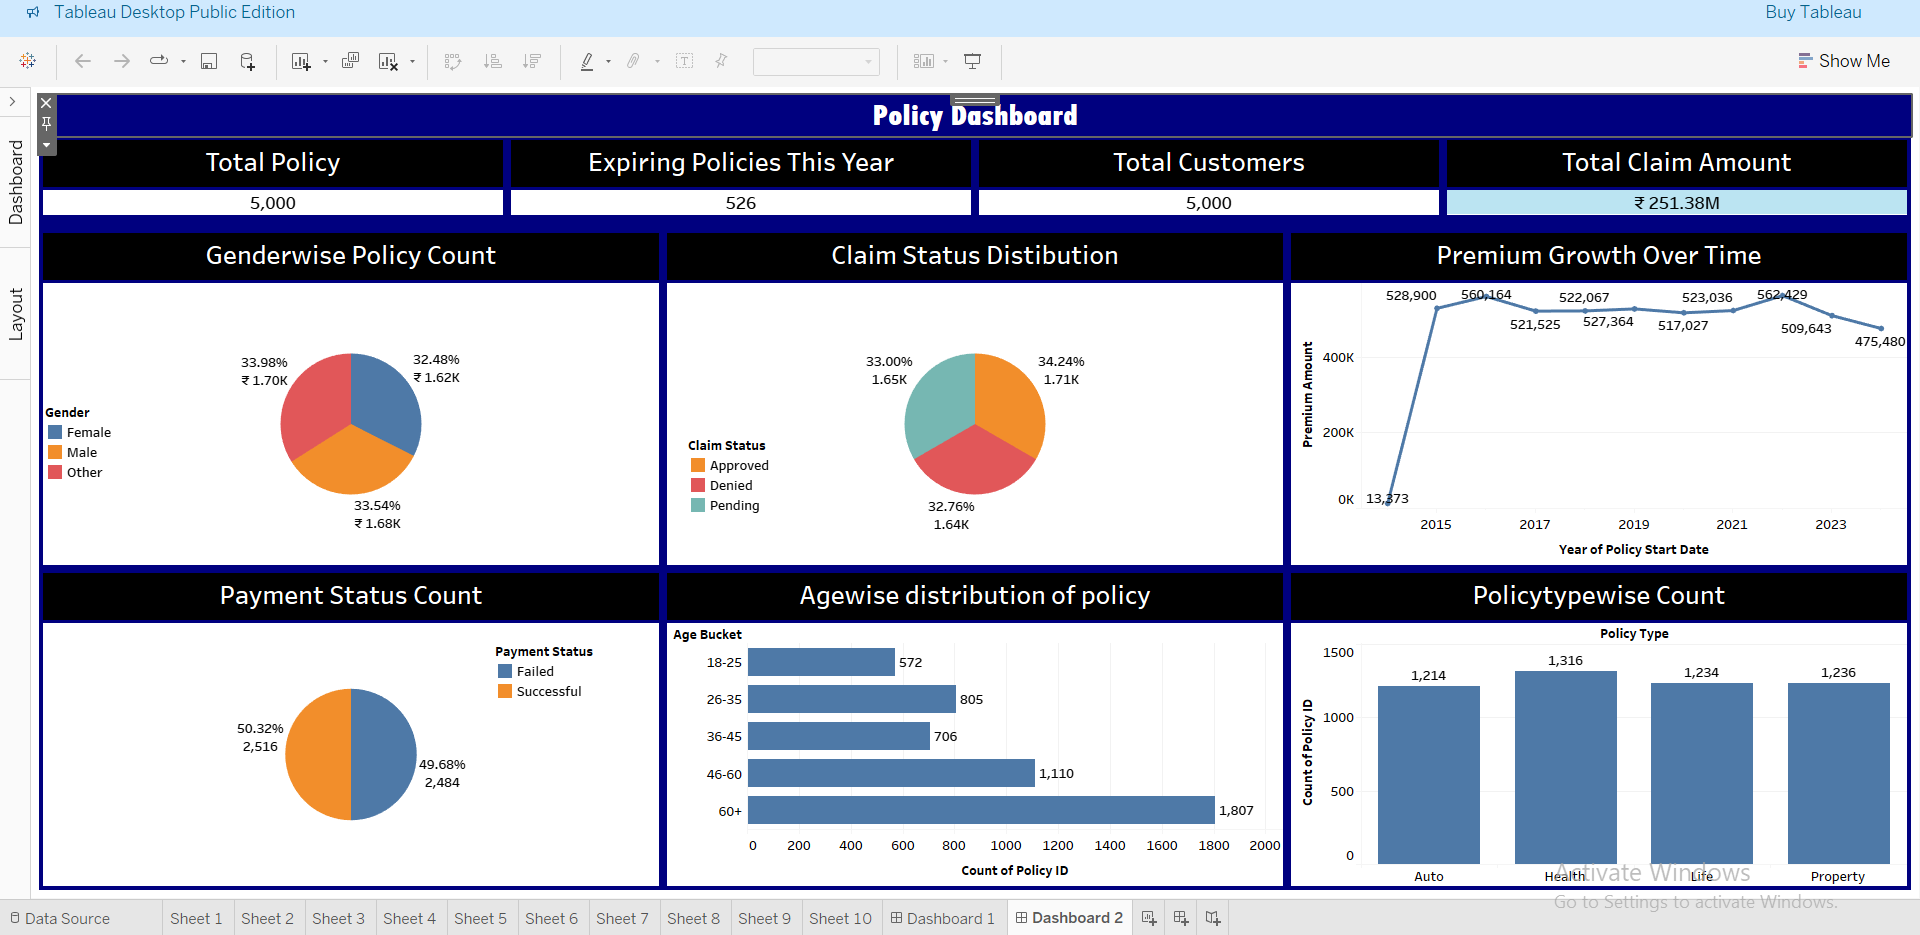 Tableau Desktop Public Edition
Buy Tableau
Show Me
Dashboard
Layout
Policy Dashboard
Total Policy
5,000
Expiring Policies This Year
526
Total Customers
5,000
Total Claim Amount
₹ 251.38M
Genderwise Policy Count
33.98%
₹ 1.70K
32.48%
₹ 1.62K
Gender
Female
Male
Other
33.54%
₹ 1.68K
Claim Status Distibution
33.00%
1.65K
34.24%
1.71K
Claim Status
Approved
Denied
Pending
32.76%
1.64K
Premium Growth Over Time
528,900
560,164
522,067
523,036
562,429
521,525
527,364
517,027
509,643
475,480
13,373
Premium Amount
400K
200K
0K
2015
2017
2019
2021
2023
Year of Policy Start Date
Payment Status Count
Payment Status
Failed
Successful
50.32%
2,516
49.68%
2,484
Agewise distribution of policy
Age Bucket
18-25 572
26-35 805
36-45 706
46-60 1,110
60+ 1,807
0 200 400 600 800 1000 1200 1400 1600 1800 2000
Count of Policy ID
Policytypewise Count
Policy Type
Count of Policy ID
1500
1000
500
0
1,214
1,316
1,234
1,236
Auto
Health
Life
Property
Activate Windows
Go to Settings to activate Windows.
Data Source
Sheet 1
Sheet 2
Sheet 3
Sheet 4
Sheet 5
Sheet 6
Sheet 7
Sheet 8
Sheet 9
Sheet 10
Dashboard 1
Dashboard 2